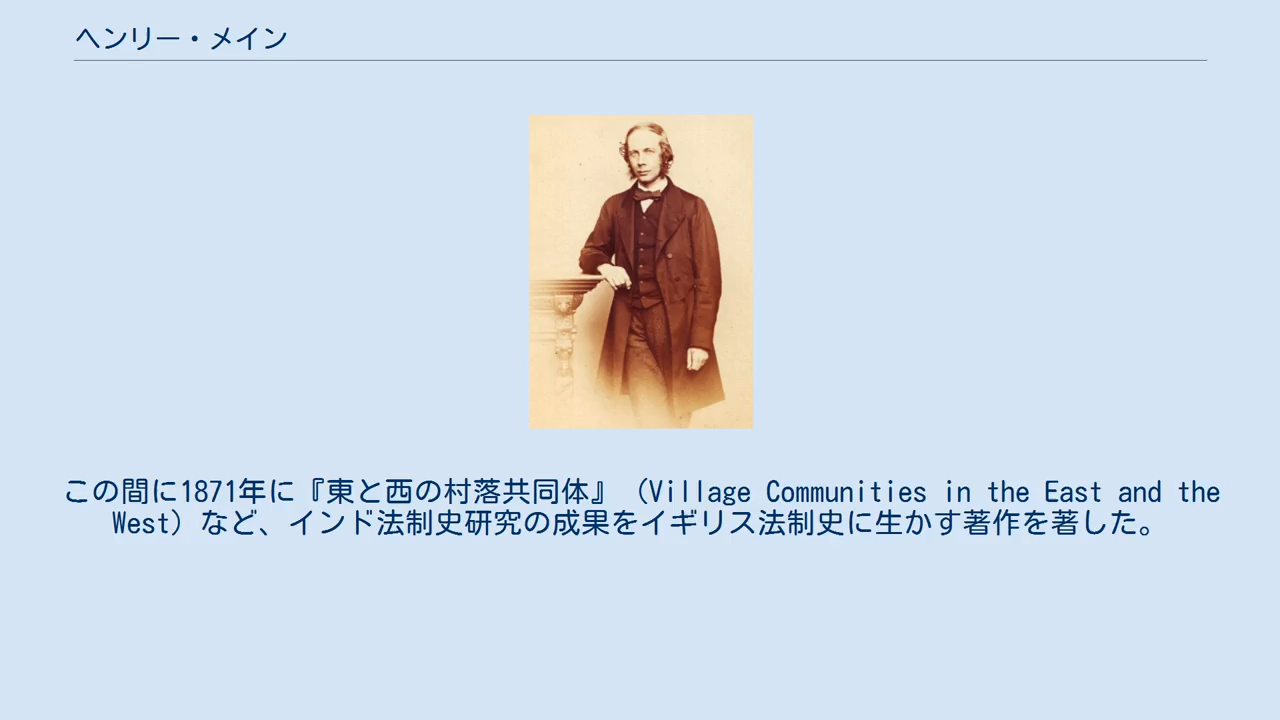 ヘンリー・メイン
この間に1871年に『東と西の村落共同体』（Village Communities in the East and the
West）など、インド法制史研究の成果をイギリス法制史に生かす著作を著した。